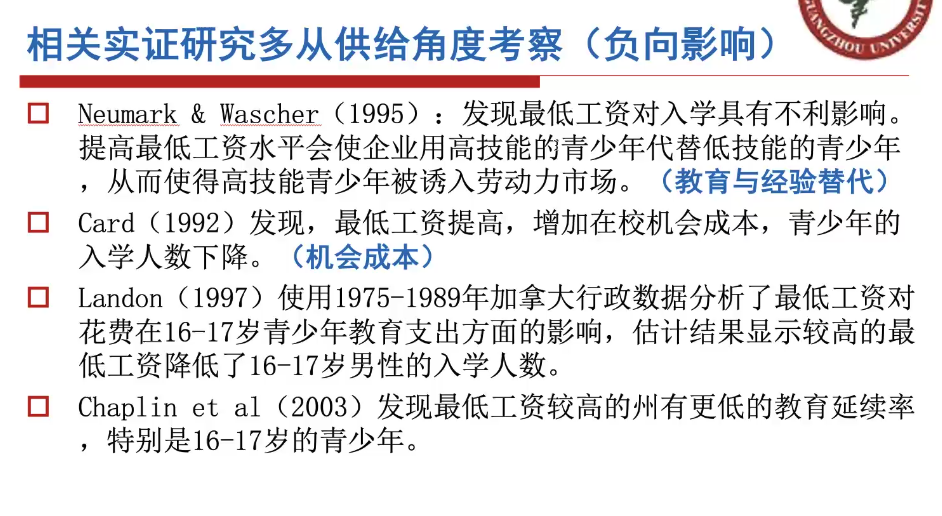 相关实证研究多从供给角度考察（负向影响）
GUANGZHOU UNIVERSITY
Neumark & Wascher（1995）：发现最低工资对入学具有不利影响。
提高最低工资水平会使企业用高技能的青少年代替低技能的青少年
，从而使得高技能青少年被诱入劳动力市场。（教育与经验替代）
Card（1992）发现，最低工资提高，增加在校机会成本，青少年的
入学人数下降。（机会成本）
Landon（1997）使用1975-1989年加拿大行政数据分析了最低工资对
花费在16-17岁青少年教育支出方面的影响，估计结果显示较高的最
低工资降低了16-17岁男性的入学人数。
Chaplin et al（2003）发现最低工资较高的州有更低的教育延续率
，特别是16-17岁的青少年。